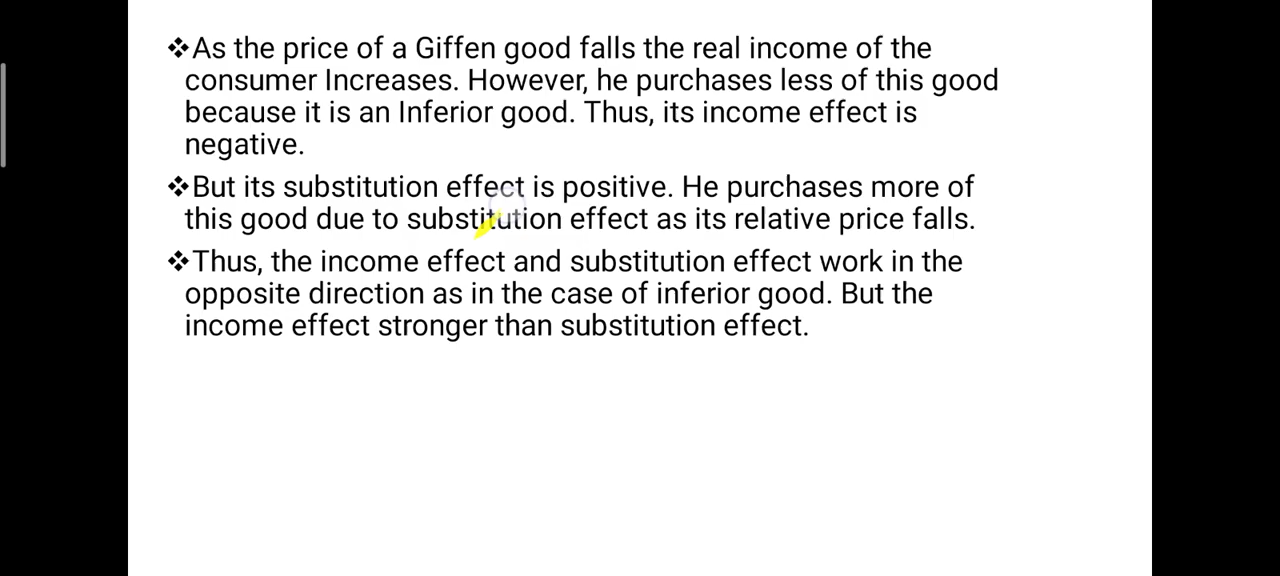 ❖As the price of a Giffen good falls the real income of the
consumer Increases. However, he purchases less of this good
because it is an Inferior good. Thus, its income effect is
negative.
❖But its substitution effect is positive. He purchases more of
this good due to substitution effect as its relative price falls.
❖Thus, the income effect and substitution effect work in the
opposite direction as in the case of inferior good. But the
income effect stronger than substitution effect.